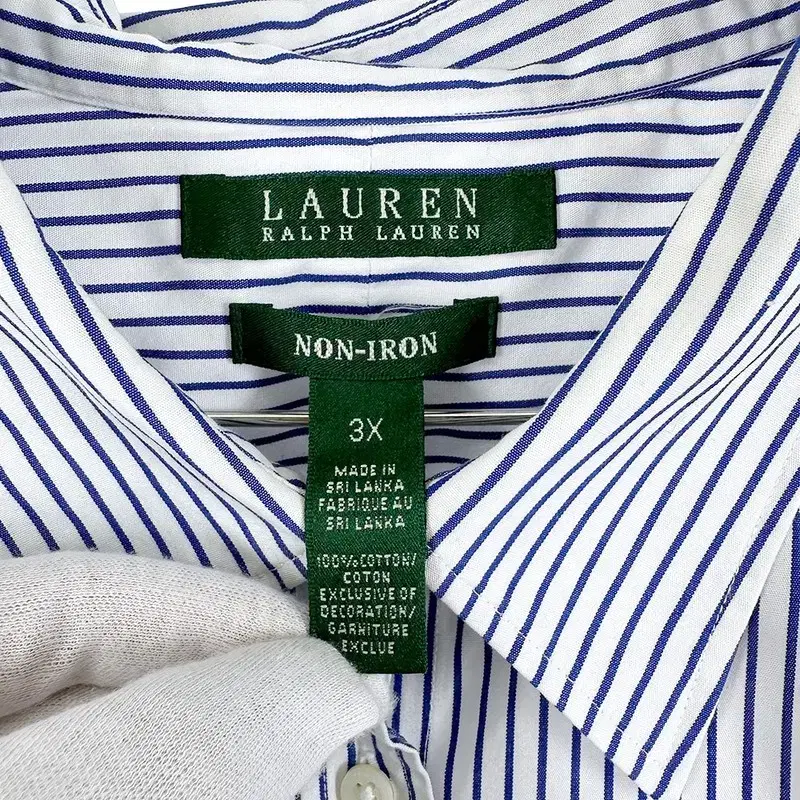 LAUREN
RALPH LAUREN
NON-IRON
3X
MADE IN
SRI LANKA
FABRIQUE AU
SRI LANKA
100% COTTON/
COTON
EXCLUSIVE OF
DECORATION/
GARNITURE
EXCLUE